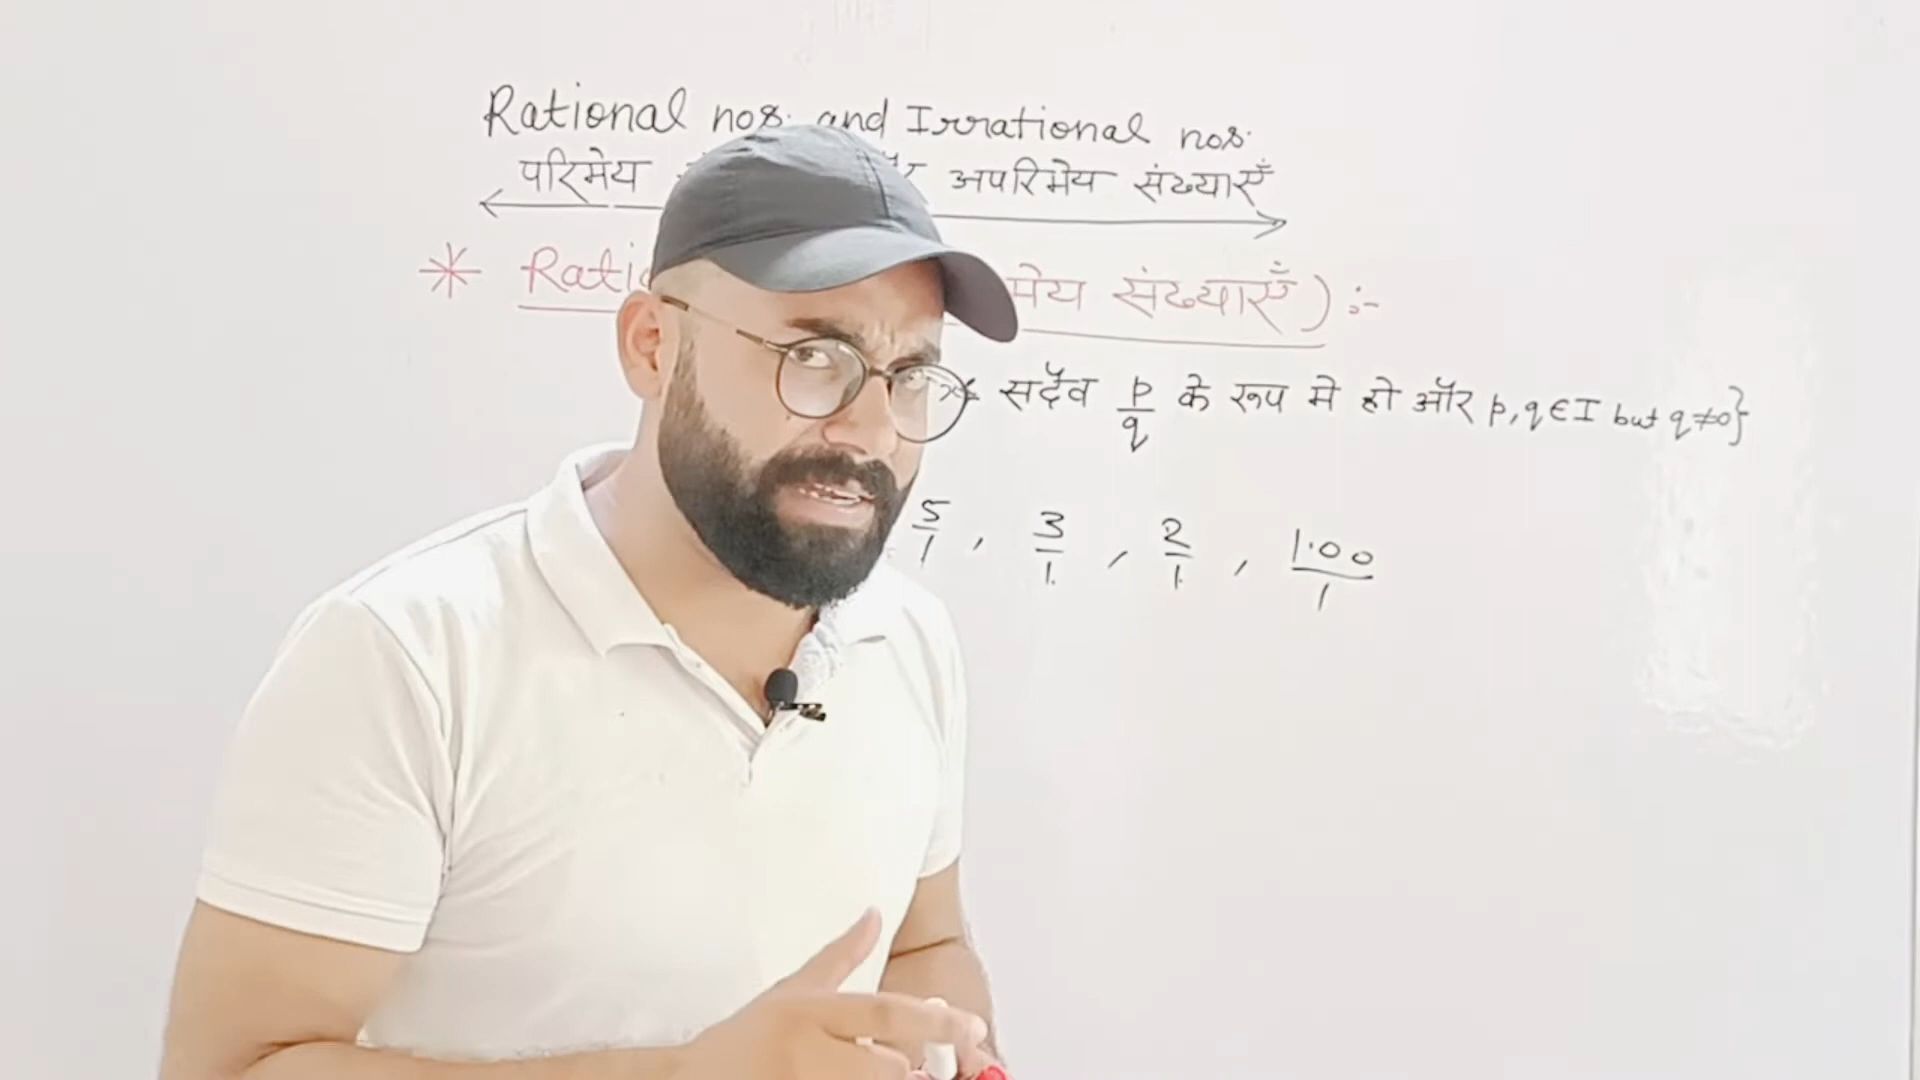 Rational nos. and Irrational nos.
परिमेय अपरिमेय संख्याएँ
* संख्याएँ) :-
सदैव p/q के रूप मे हो और p, q ∈ I but q ≠ 0}
5/1 , 3/1 , 2/1 , 1.00/1